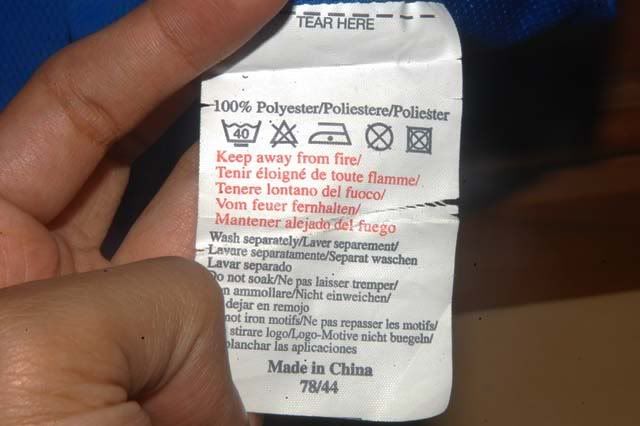 TEAR HERE
100% Polyester/Poliestere/Poliester
40
Keep away from fire/
Tenir éloigné de toute flamme/
Tenere lontano del fuoco/
Vom feuer fernhalten/
Mantener alejado del fuego
Wash separately/Laver separement/
Lavare separatamente/Separat waschen
Lavar separado
Do not soak/Ne pas laisser tremper/
ammollare/Nicht einweichen/
dejar en remojo
not iron motifs/Ne pas repasser les motifs/
stirare logo/Logo-Motive nicht buegeln/
planchar las aplicaciones
Made in China
78/44